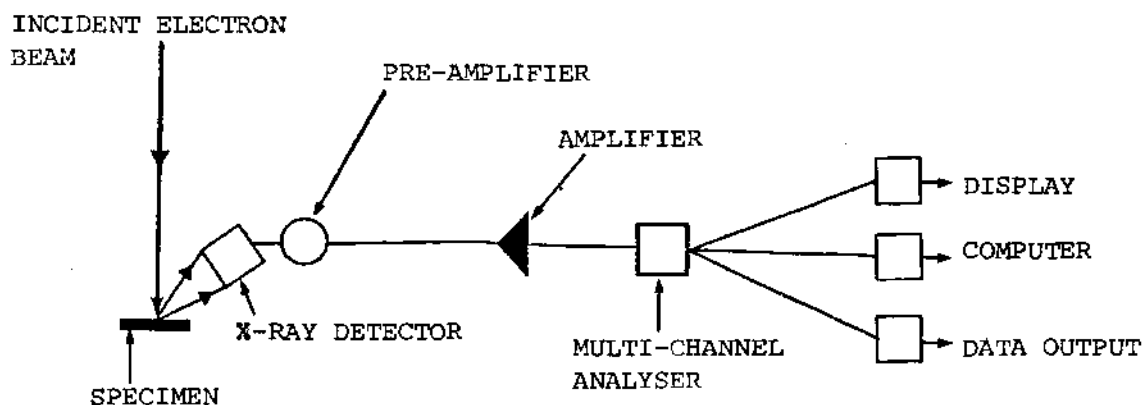 INCIDENT ELECTRON
BEAM
PRE-AMPLIFIER
AMPLIFIER
DISPLAY
COMPUTER
X-RAY DETECTOR
MULTI-CHANNEL
ANALYSER
DATA OUTPUT
SPECIMEN